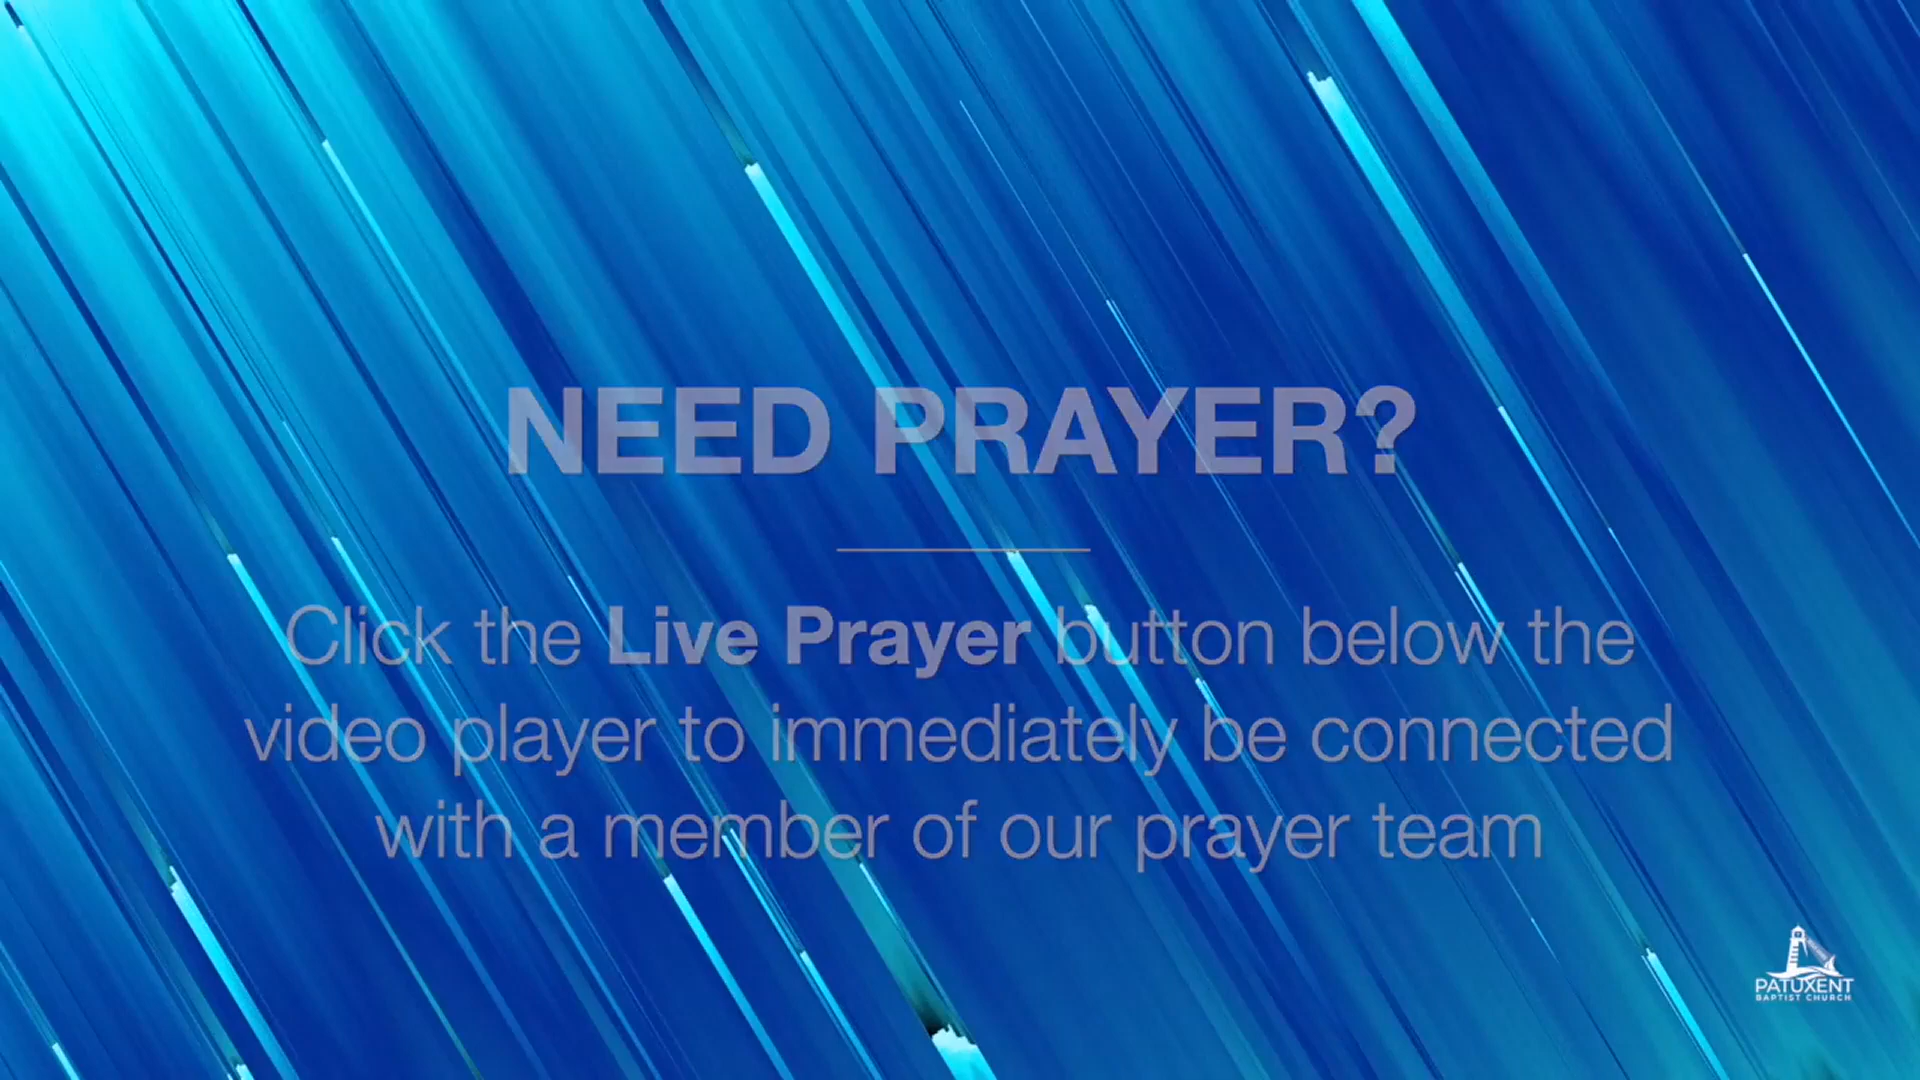 NEED PRAYER?
Click the Live Prayer button below the
video player to immediately be connected
with a member of our prayer team
PATUXENT
BAPTIST CHURCH